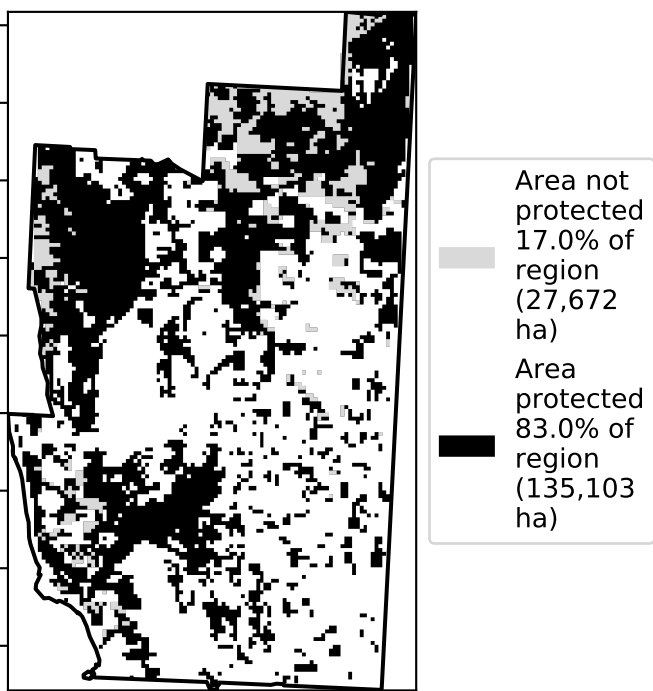 Area not
protected
17.0% of
region
(27,672
ha)
Area
protected
83.0% of
region
(135,103
ha)